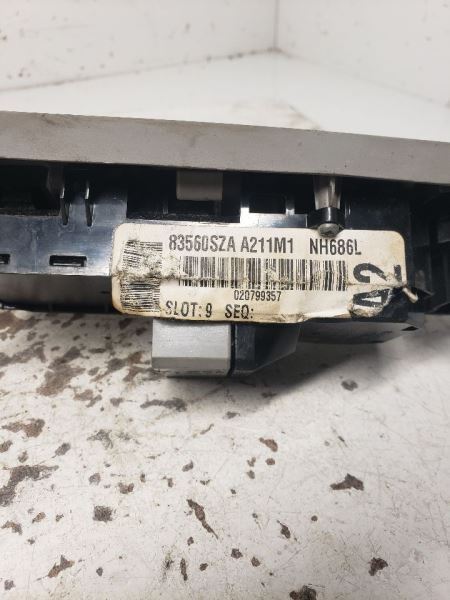 83560SZA A211M1 NH686L
020799357
SLOT: 9 SEQ:
A2